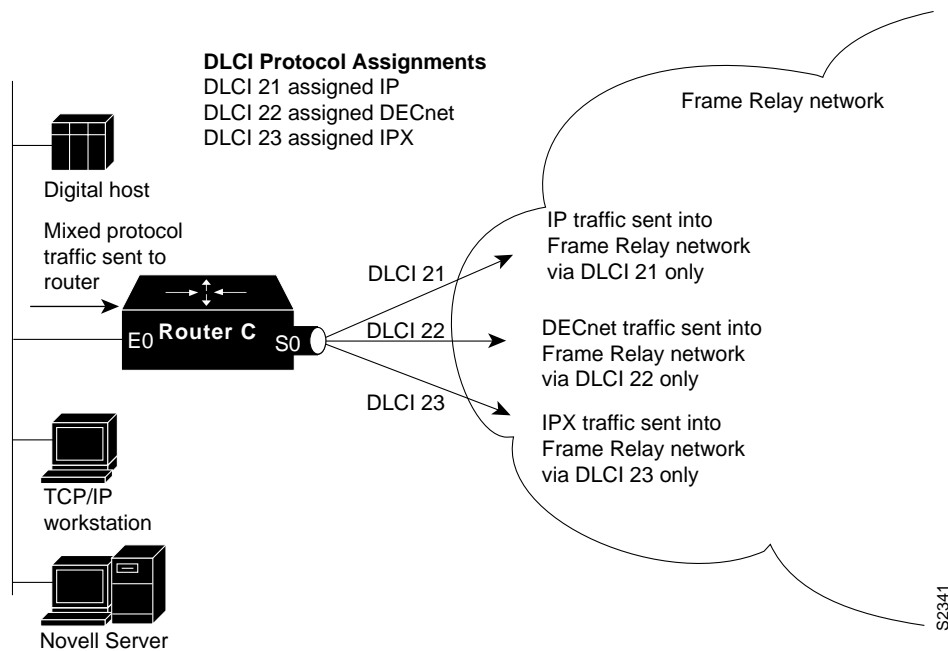 DLCI Protocol Assignments
DLCI 21 assigned IP
DLCI 22 assigned DECnet
DLCI 23 assigned IPX
Frame Relay network
Digital host
Mixed protocol
traffic sent to
router
E0
Router C
S0
DLCI 21
DLCI 22
DLCI 23
IP traffic sent into
Frame Relay network
via DLCI 21 only
DECnet traffic sent into
Frame Relay network
via DLCI 22 only
IPX traffic sent into
Frame Relay network
via DLCI 23 only
TCP/IP
workstation
Novell Server
S2341